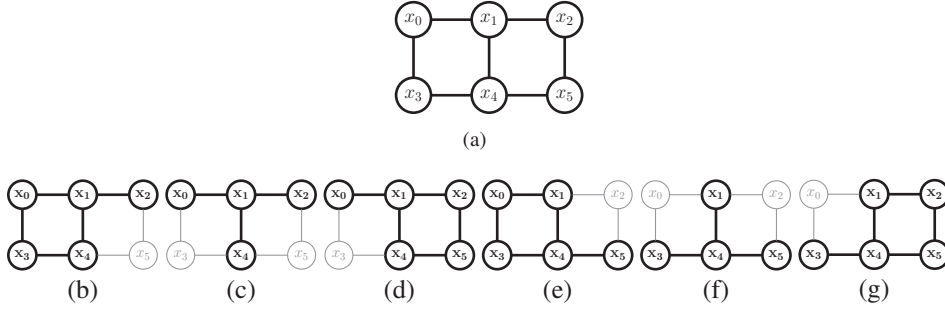 x₀ x₁ x₂
x₃ x₄ x₅
(a)
x₀ x₁ x₂ x₀ x₁ x₂ x₀ x₁ x₂ x₀ x₁ x₂ x₀ x₁ x₂ x₀ x₁ x₂
x₃ x₄ x₅ x₃ x₄ x₅ x₃ x₄ x₅ x₃ x₄ x₅ x₃ x₄ x₅ x₃ x₄ x₅
(b) (c) (d) (e) (f) (g)